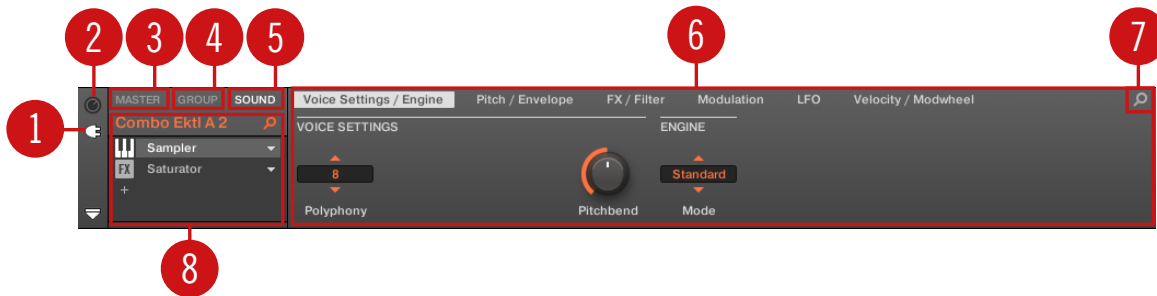 2 3 4 5 6 7
MASTER GROUP SOUND Voice Settings / Engine Pitch / Envelope FX / Filter Modulation LFO Velocity / Modwheel
1 Combo Ektl A 2 VOICE SETTINGS ENGINE
Sampler
FX Saturator 8 Standard
+
Polyphony Pitchbend Mode
8